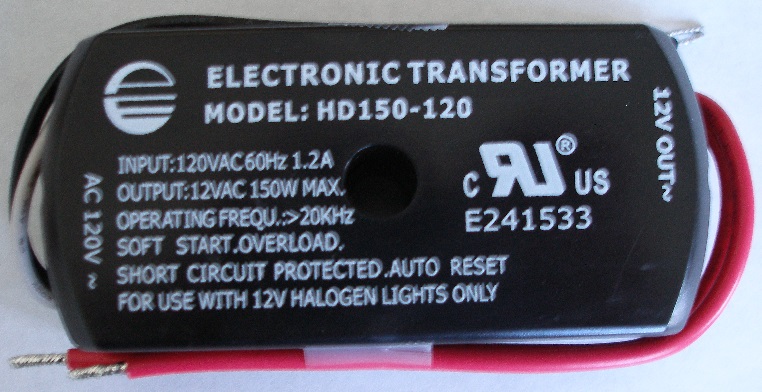 ELECTRONIC TRANSFORMER
MODEL: HD150-120
INPUT:120VAC 60Hz 1.2A
OUTPUT:12VAC 150W MAX.
OPERATING FREQU.:>20KHz
SOFT START.OVERLOAD.
SHORT CIRCUIT PROTECTED.AUTO RESET
FOR USE WITH 12V HALOGEN LIGHTS ONLY
AC 120V ~
C RU® US
E241533
12V OUT~